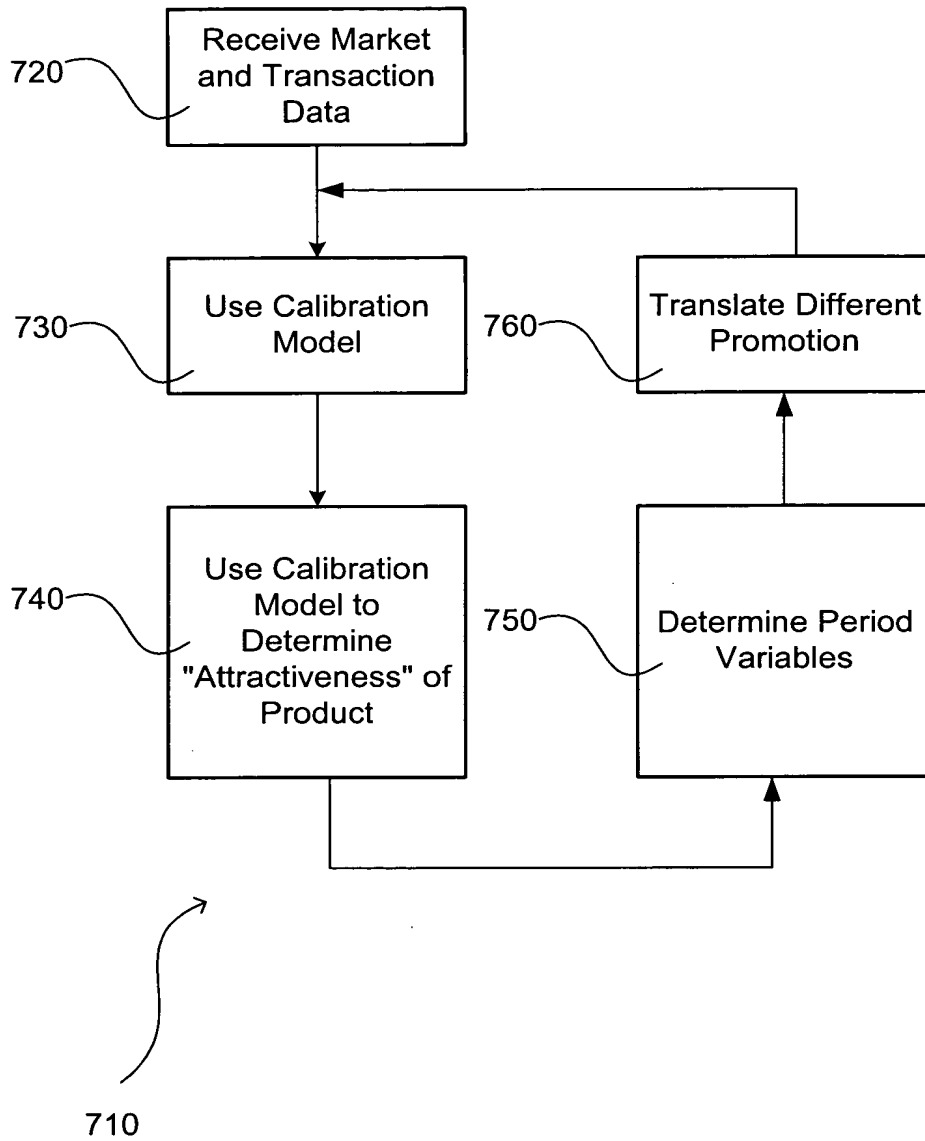 Receive Market
and Transaction
Data
720
Use Calibration
Model
730
Translate Different
Promotion
760
Use Calibration
Model to
Determine
"Attractiveness" of
Product
740
Determine Period
Variables
750
710